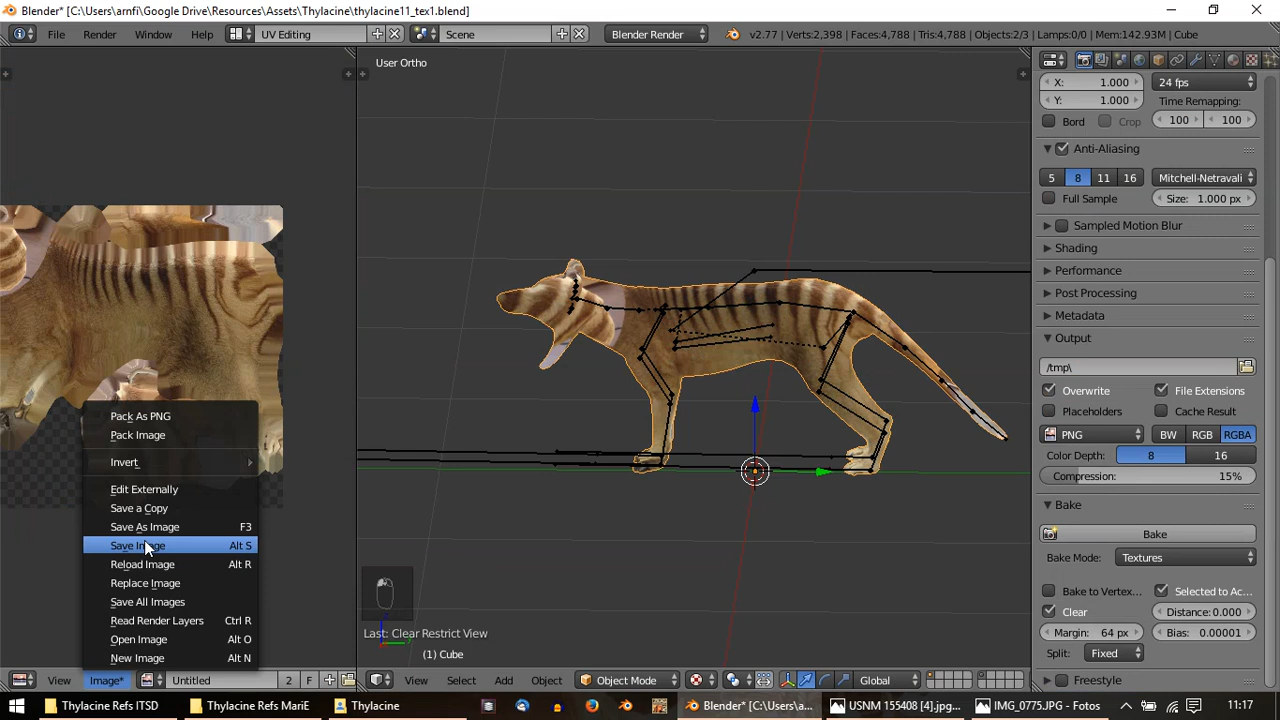 Blender* [C:\Users\arnfi\Google Drive\Resources\Assets\Thylacine\thylacine11_tex1.blend]
File Render Window Help UV Editing Scene Blender Render v2.77 | Verts:2,398 | Faces:4,788 | Tris:4,788 | Objects:2/3 | Lamps:0/0 | Mem:142.93M | Cube
User Ortho
X: 1.000 24 fps
Y: 1.000 Time Remapping:
Bord Crop 100 100
Anti-Aliasing
5 8 11 16 Mitchell-Netravali
Full Sample Size: 1.000 px
Sampled Motion Blur
Shading
Performance
Post Processing
Metadata
Output
/tmp\
Overwrite File Extensions
Placeholders Cache Result
PNG BW RGB RGBA
Color Depth: 8 16
Compression: 15%
Bake
Bake
Bake Mode: Textures
Bake to Vertex... Selected to Ac...
Clear Distance:0.000
Margin: 64 px Bias: 0.00001
Split: Fixed
Freestyle
Pack As PNG
Pack Image
Invert
Edit Externally
Save a Copy
Save As Image F3
Save Image Alt S
Reload Image Alt R
Replace Image
Save All Images
Read Render Layers Ctrl R
Open Image Alt O
New Image Alt N
Last: Clear Restrict View
(1) Cube
View Image* Untitled 2 F
View Select Add Object Object Mode Global
Thylacine Refs ITSD Thylacine Refs MariE Thylacine Blender* [C:\Users\a... USNM 155408 [4].jpg... IMG_0775.JPG - Fotos 11:17